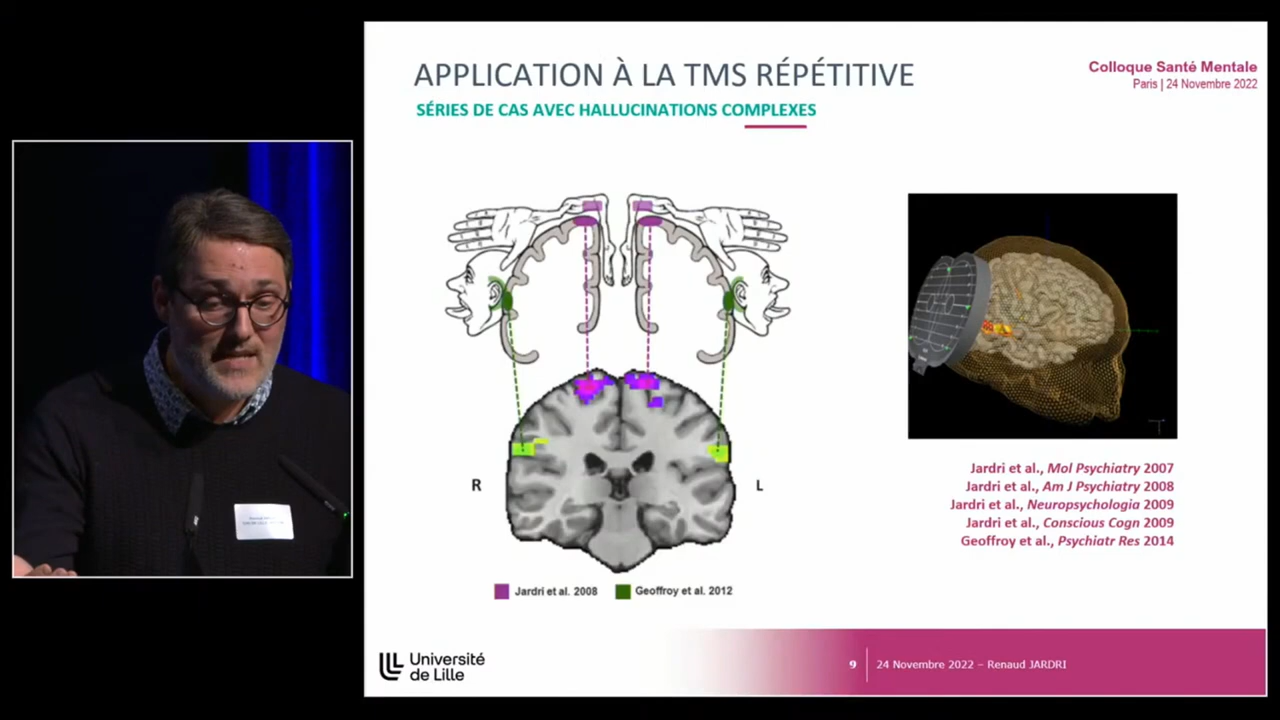 APPLICATION À LA TMS RÉPÉTITIVE
SÉRIES DE CAS AVEC HALLUCINATIONS COMPLEXES
Colloque Santé Mentale
Paris | 24 Novembre 2022
R
L
Jardri et al., Mol Psychiatry 2007
Jardri et al., Am J Psychiatry 2008
Jardri et al., Neuropsychologia 2009
Jardri et al., Conscious Cogn 2009
Geoffroy et al., Psychiatr Res 2014
Jardri et al. 2008
Geoffroy et al. 2012
Université
de Lille
9
24 Novembre 2022 – Renaud JARDRI